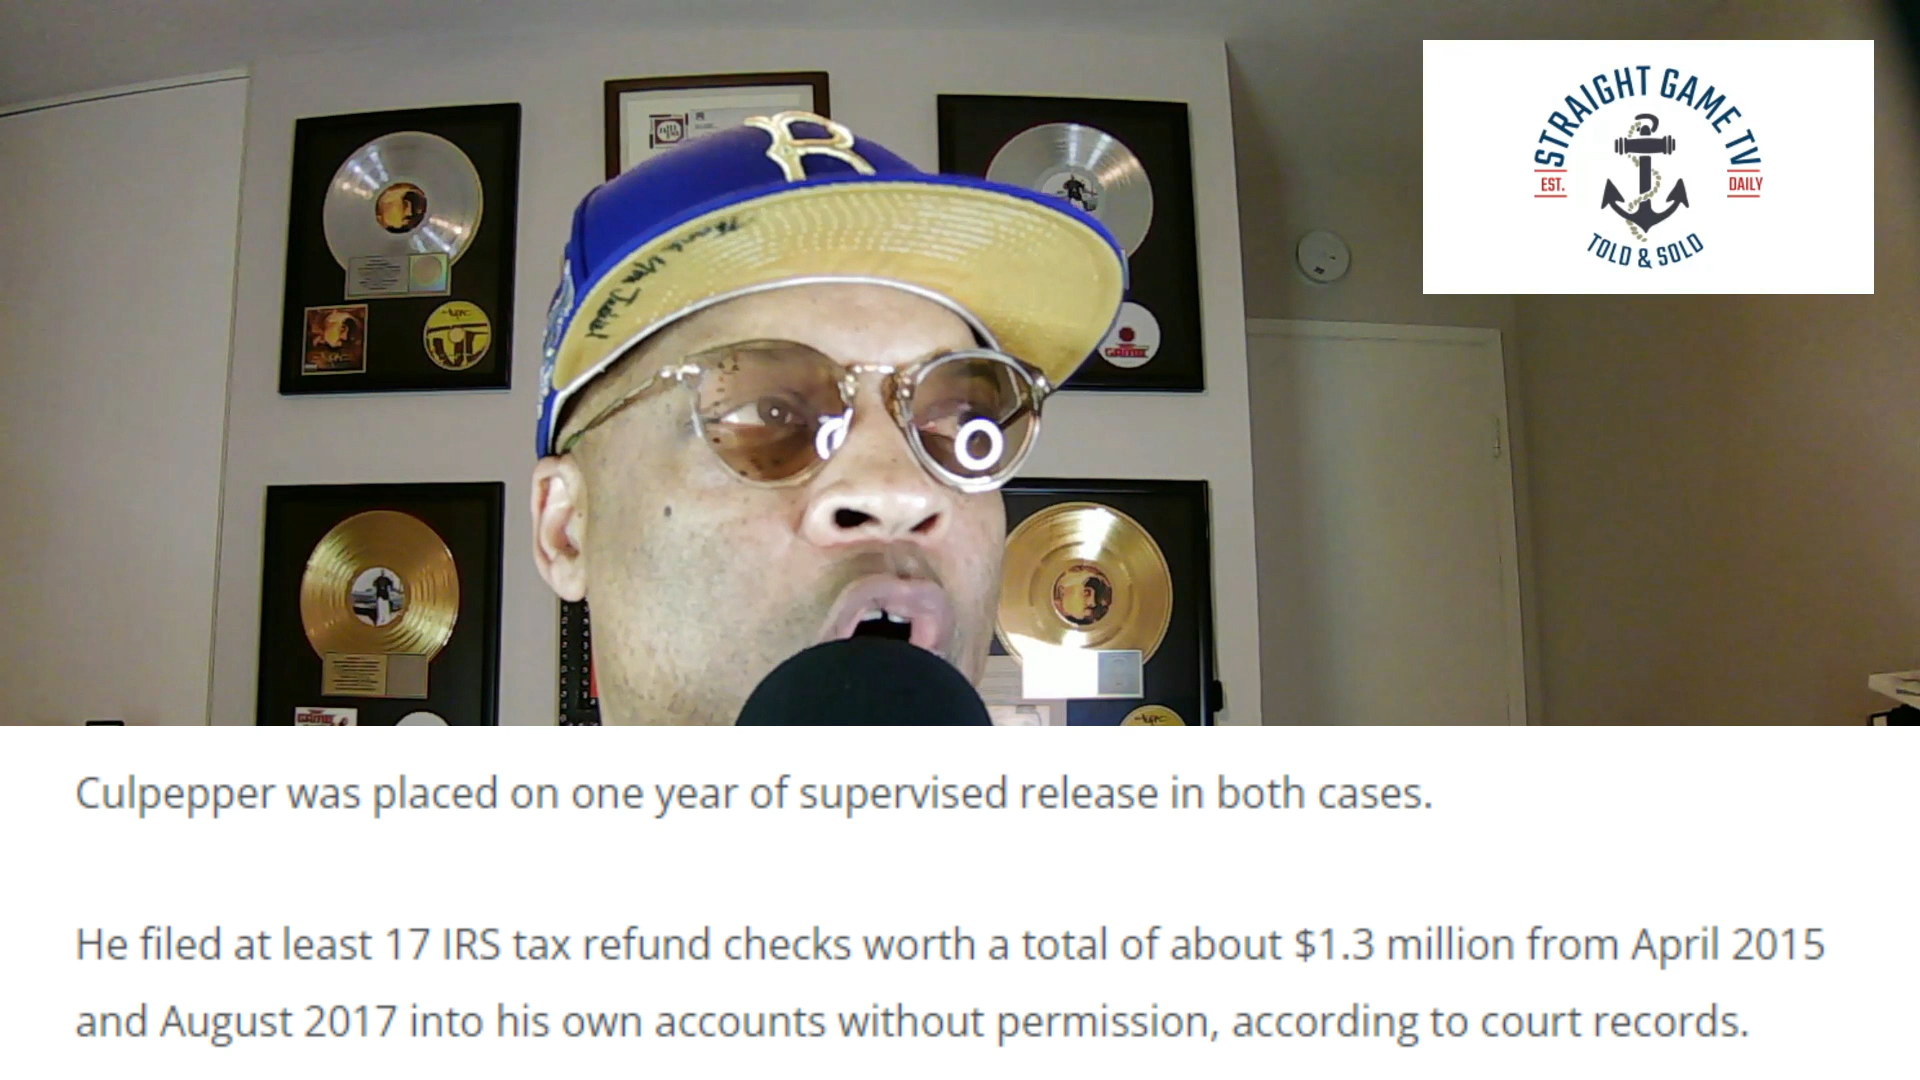 STRAIGHT GAME TV
EST.
DAILY
TOLD & SOLD
R
Culpepper was placed on one year of supervised release in both cases.
He filed at least 17 IRS tax refund checks worth a total of about $1.3 million from April 2015
and August 2017 into his own accounts without permission, according to court records.